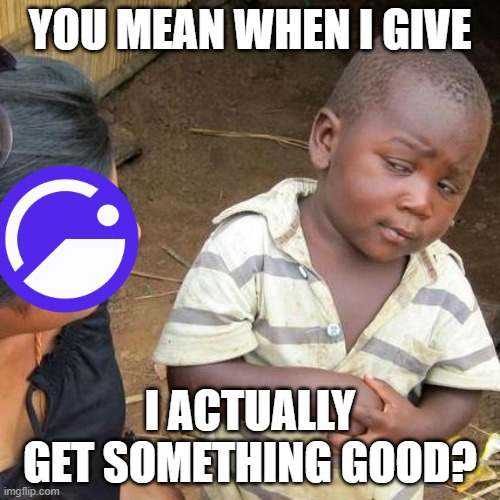 YOU MEAN WHEN I GIVE
I ACTUALLY
GET SOMETHING GOOD?
imgflip.com